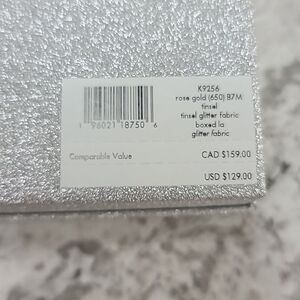 K9256
rose gold (650) B7M
tinsel
tinsel glitter fabric
boxed la
glitter fabric
1 96021 18750 6
Comparable Value
CAD $159.00
USD $129.00